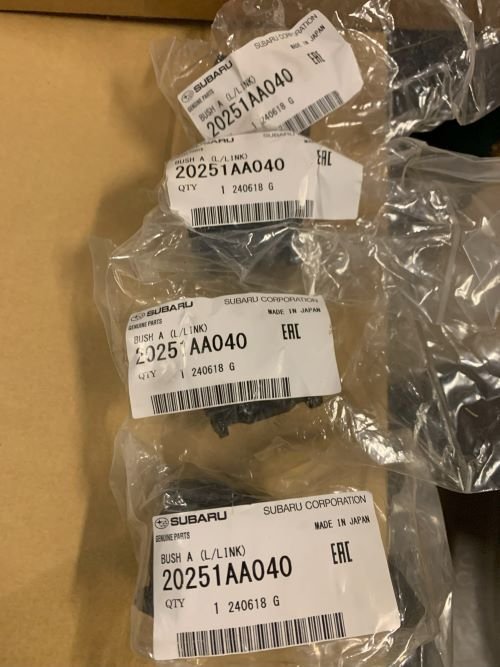 SUBARU SUBARU CORPORATION
GENUINE PARTS MADE IN JAPAN
BUSH A (L/LINK) EAC
20251AA040
1 240618 G
SUBARU
BUSH A (L/LINK) EAC
20251AA040
QTY 1 240618 G
SUBARU SUBARU CORPORATION
GENUINE PARTS MADE IN JAPAN
BUSH A (L/LINK) EAC
20251AA040
QTY 1 240618 G
SUBARU SUBARU CORPORATION
GENUINE PARTS MADE IN JAPAN
BUSH A (L/LINK) EAC
20251AA040
QTY 1 240618 G